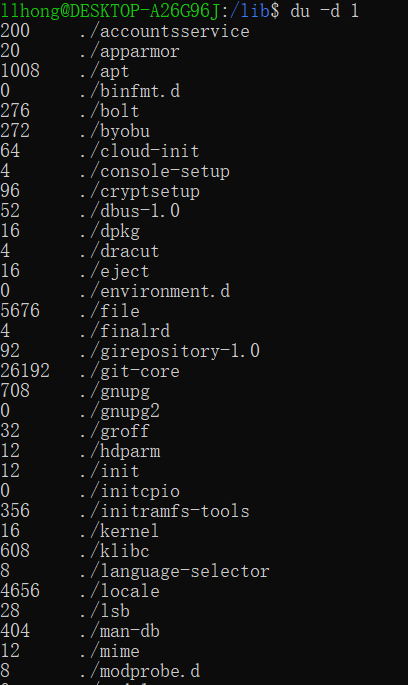 llhong@DESKTOP-A26G96J:/lib$ du -d 1
200 ./accountsservice
20 ./apparmor
1008 ./apt
0 ./binfmt.d
276 ./bolt
272 ./byobu
64 ./cloud-init
4 ./console-setup
96 ./cryptsetup
52 ./dbus-1.0
16 ./dpkg
4 ./dracut
16 ./eject
0 ./environment.d
5676 ./file
4 ./finalrd
92 ./girepository-1.0
26192 ./git-core
708 ./gnupg
0 ./gnupg2
32 ./groff
12 ./hdparm
12 ./init
0 ./initcpio
356 ./initramfs-tools
16 ./kernel
608 ./klibc
8 ./language-selector
4656 ./locale
28 ./lsb
404 ./man-db
12 ./mime
8 ./modprobe.d